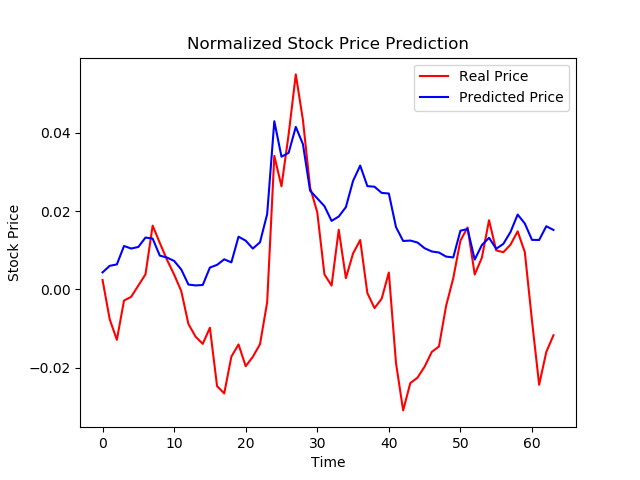 Normalized Stock Price Prediction
Real Price
Predicted Price
0.04
0.02
0.00
−0.02
Stock Price
0 10 20 30 40 50 60
Time